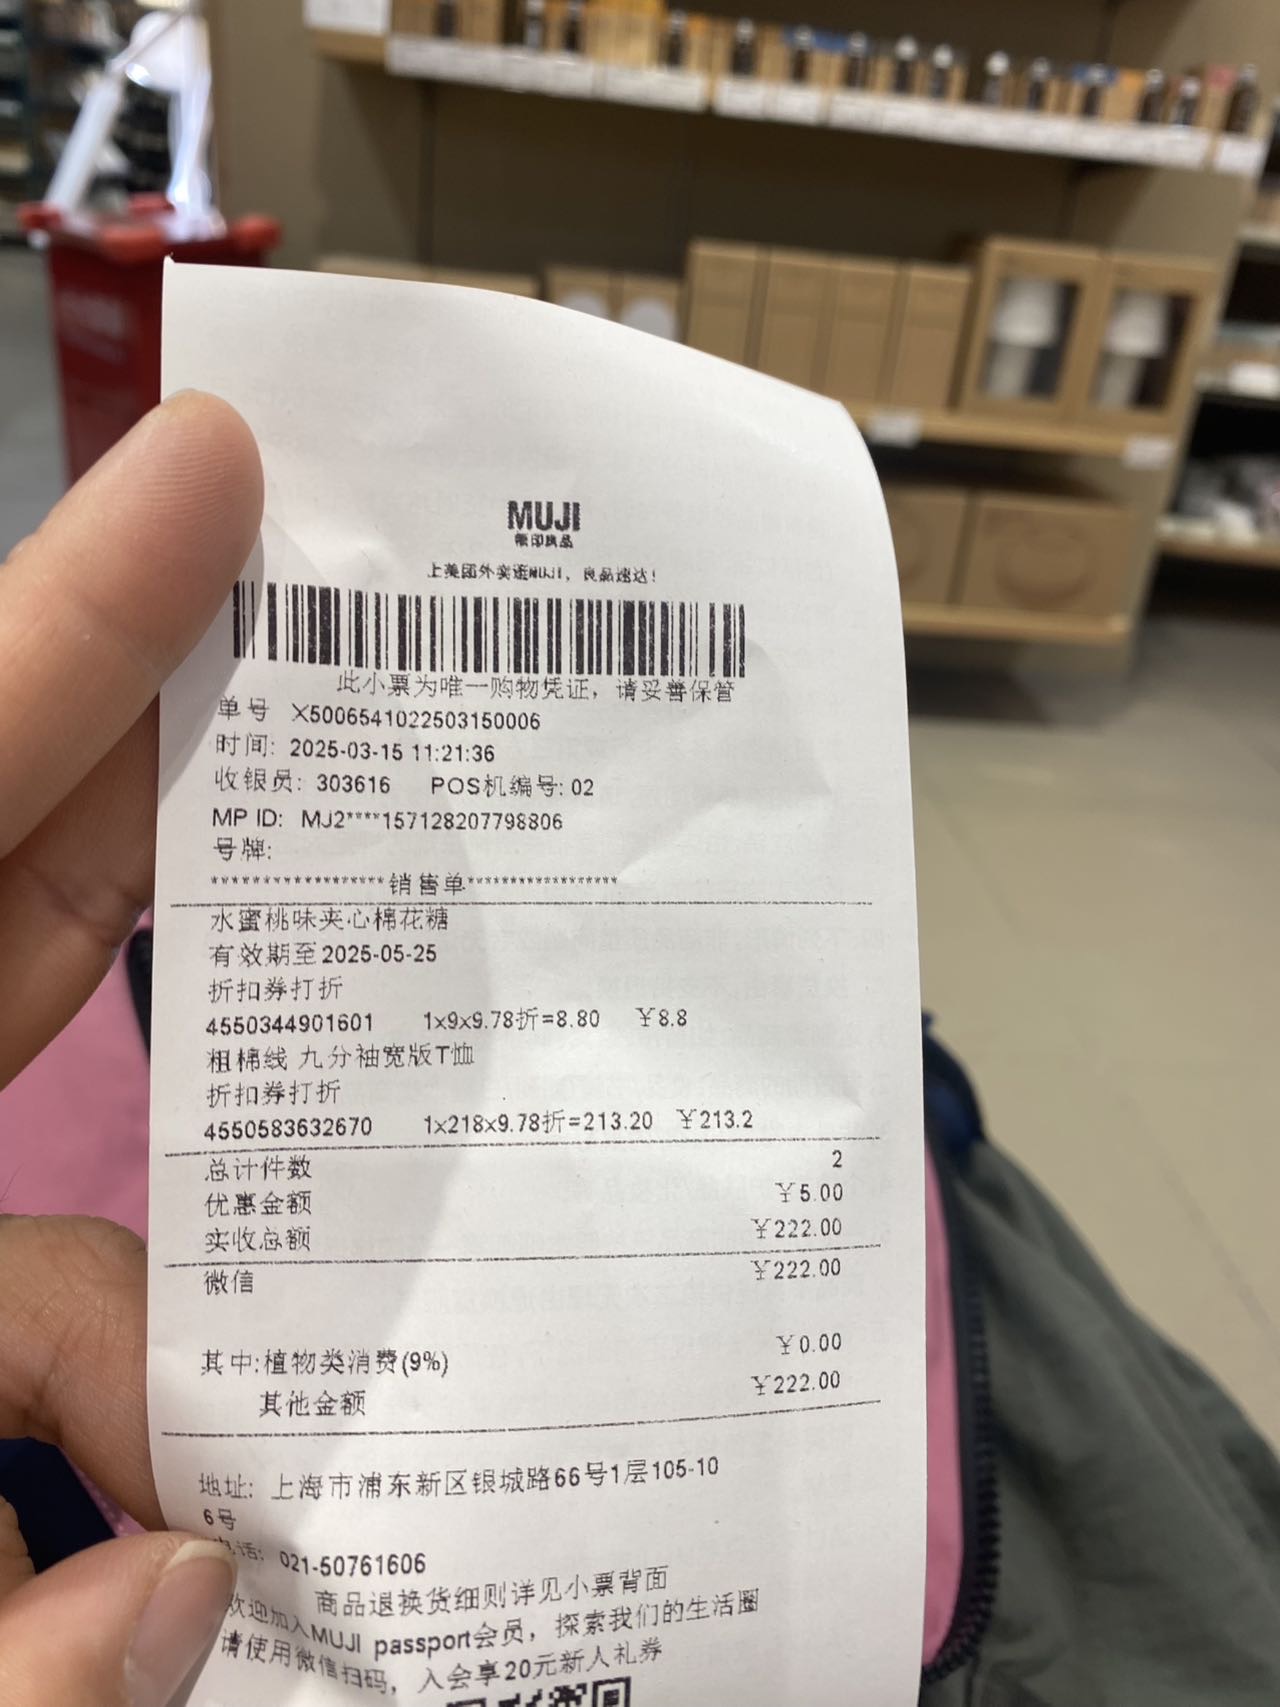 MUJI
無印良品
上美团外卖逛MUJI，良品速达！
此小票为唯一购物凭证，请妥善保管
单号 X5006541022503150006
时间: 2025-03-15 11:21:36
收银员: 303616 POS机编号: 02
MP ID: MJ2****157128207798806
号牌:
*****************销售单*****************
水蜜桃味夹心棉花糖
有效期至2025-05-25
折扣券打折
4550344901601 1x9x9.78折=8.80 ¥8.8
粗棉线 九分袖宽版T恤
折扣券打折
4550583632670 1x218x9.78折=213.20 ¥213.2
总计件数 2
优惠金额 ¥5.00
实收总额 ¥222.00
微信 ¥222.00
其中:植物类消费(9%) ¥0.00
其他金额 ¥222.00
地址: 上海市浦东新区银城路66号1层105-10
6号
电话: 021-50761606
商品退换货细则详见小票背面
欢迎加入MUJI passport会员，探索我们的生活圈
请使用微信扫码，入会享20元新人礼券